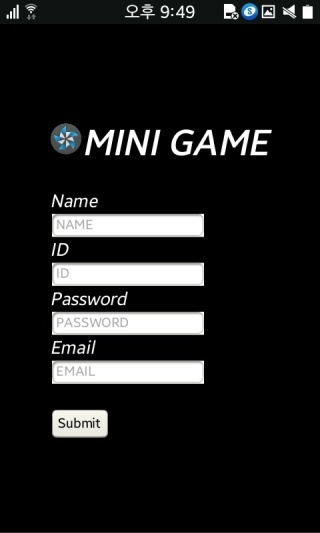 오후 9:49
MINI GAME
Name
NAME
ID
ID
Password
PASSWORD
Email
EMAIL
Submit